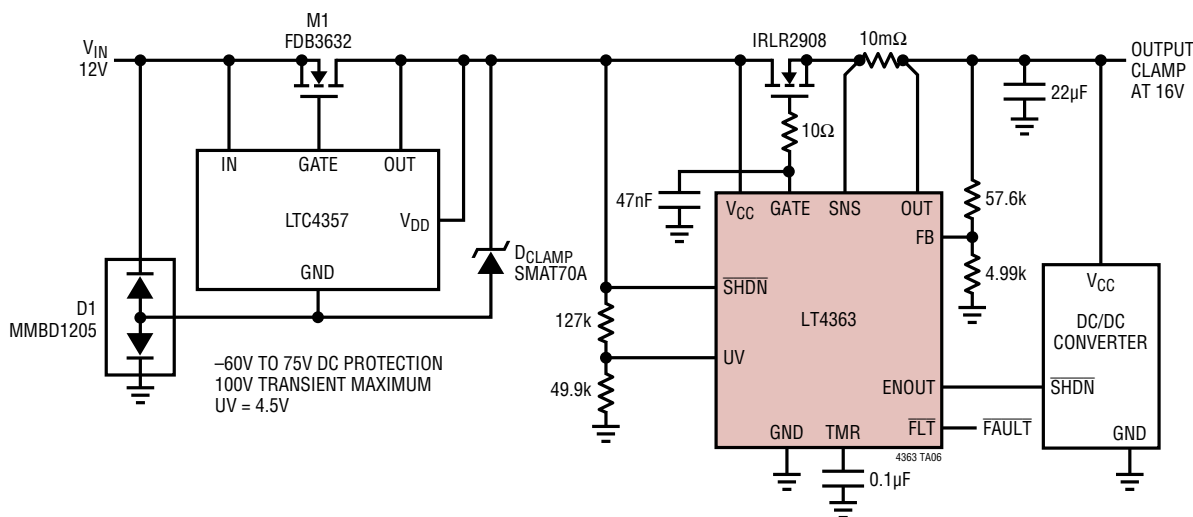 M1
FDB3632
VIN
12V
IRLR2908
10mΩ
OUTPUT
CLAMP
AT 16V
22µF
10Ω
IN
GATE
OUT
LTC4357
VDD
GND
47nF
VCC
GATE
SNS
OUT
57.6k
FB
4.99k
DCLAMP
SMAT70A
D1
MMBD1205
SHDN
127k
LT4363
VCC
DC/DC
CONVERTER
UV
–60V TO 75V DC PROTECTION
100V TRANSIENT MAXIMUM
UV = 4.5V
49.9k
ENOUT
SHDN
GND
TMR
FLT
FAULT
GND
4363 TA06
0.1µF